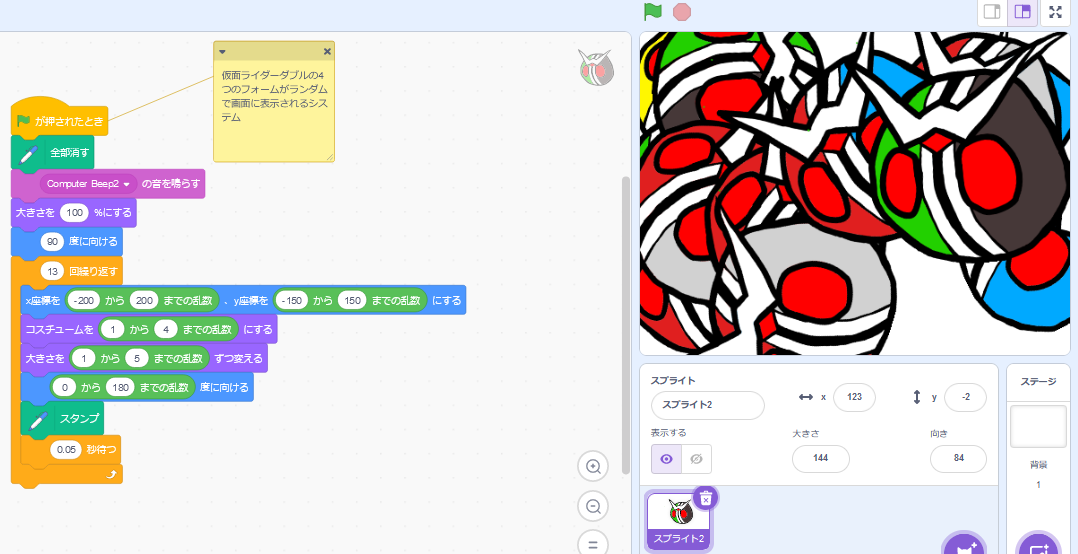 仮面ライダーダブルの4
つのフォームがランダム
で画面に表示されるシス
テム
が押されたとき
全部消す
Computer Beep2 の音を鳴らす
大きさを 100 %にする
90 度に向ける
13 回繰り返す
x座標を -200 から 200 までの乱数 、y座標を -150 から 150 までの乱数 にする
コスチュームを 1 から 4 までの乱数 にする
大きさを 1 から 5 までの乱数 ずつ変える
0 から 180 までの乱数 度に向ける
スタンプ
0.05 秒待つ
スプライト
スプライト2 x 123 y -2
表示する 大きさ 向き
144 84
スプライト2
ステージ
背景
1